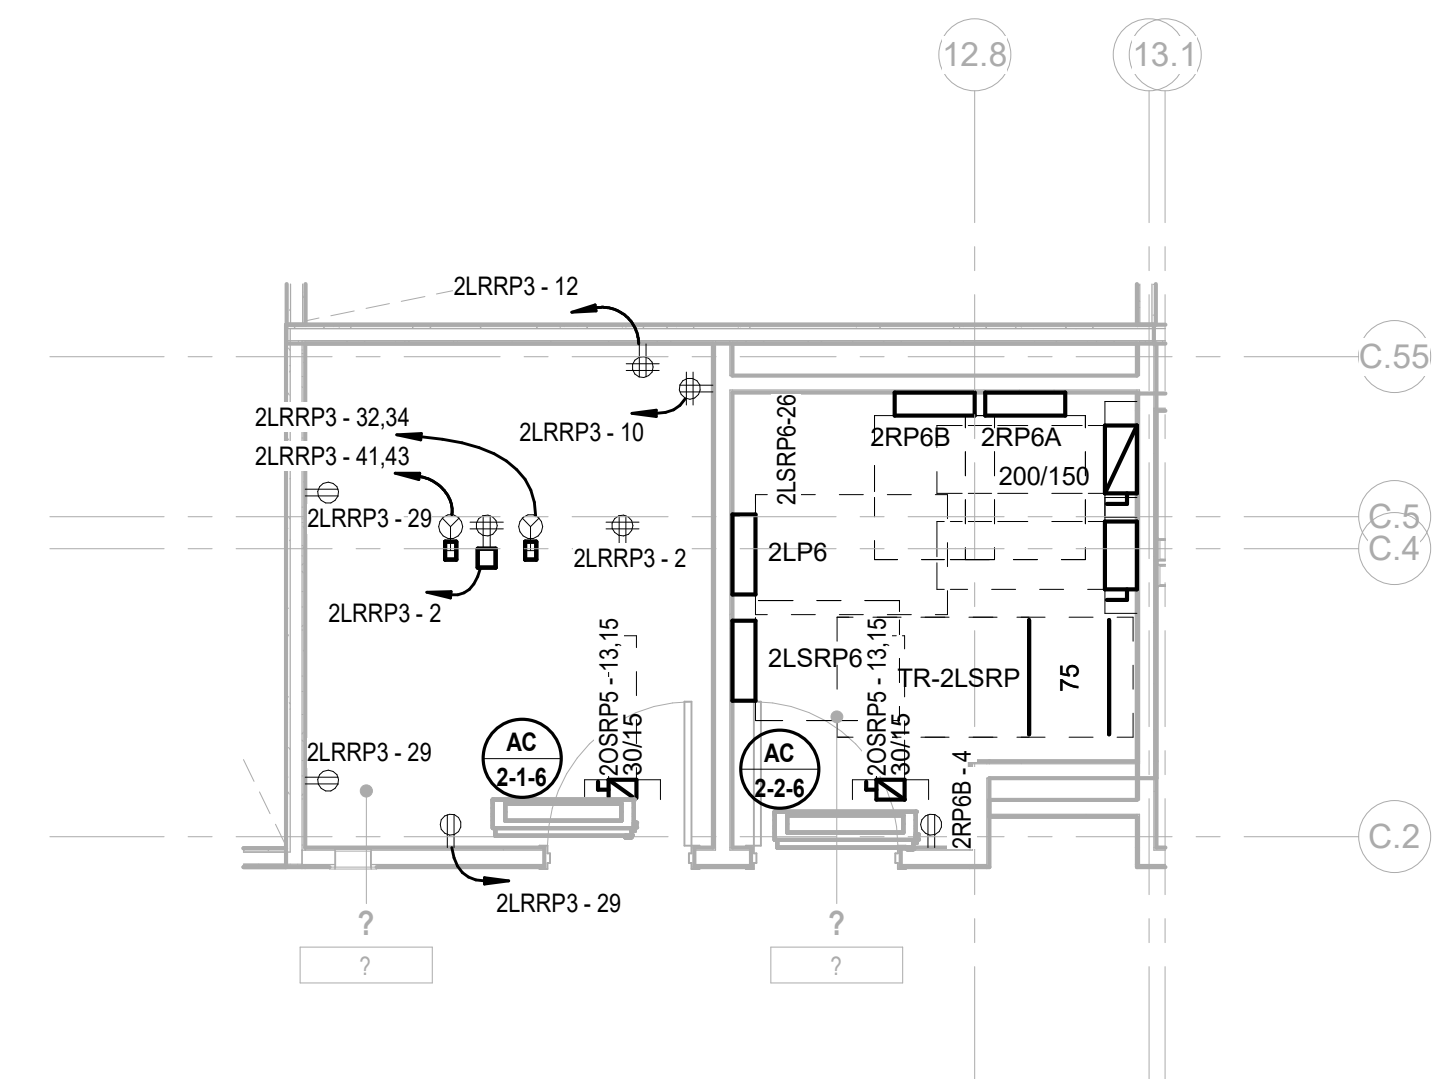 12.8
13.1
2LRRP3 - 12
C.55
2LRRP3 - 32,34
2LRRP3 - 10
2LSRP6-26
2RP6B
2RP6A
2LRRP3 - 41,43
200/150
2LRRP3 - 29
C.5
C.4
2LRRP3 - 2
2LP6
2LRRP3 - 2
2OSRP5 - 13,15
30/15
2LSRP6
2OSRP5 - 13,15
30/15
TR-2LSRP
75
2LRRP3 - 29
AC
2-1-6
AC
2-2-6
2RP6B - 4
C.2
2LRRP3 - 29
?
?
?
?